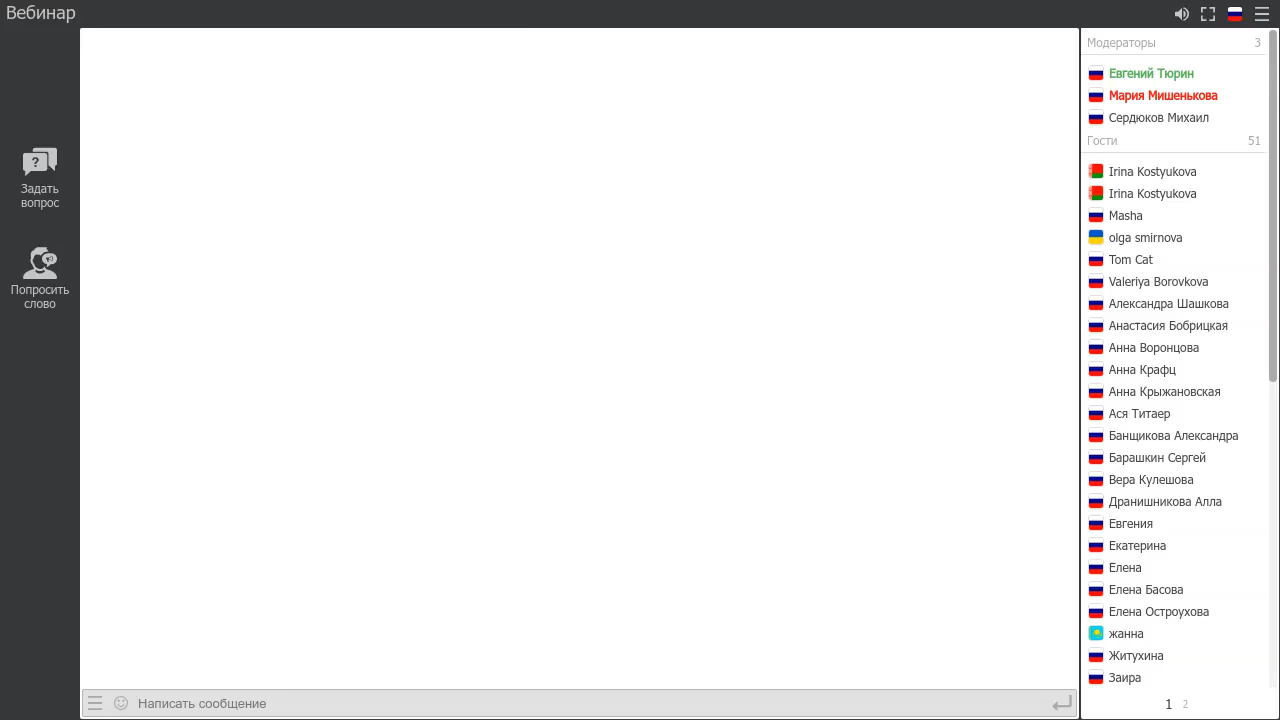 Вебинар
Задать
вопрос
Попросить
слово
Написать сообщение
Модераторы 3
Евгений Тюрин
Мария Мишенькова
Сердюков Михаил
Гости 51
Irina Kostyukova
Irina Kostyukova
Masha
olga smirnova
Tom Cat
Valeriya Borovkova
Александра Шашкова
Анастасия Бобрицкая
Анна Воронцова
Анна Крафц
Анна Крыжановская
Ася Титаер
Банщикова Александра
Барашкин Сергей
Вера Кулешова
Дранишникова Алла
Евгения
Екатерина
Елена
Елена Басова
Елена Остроухова
жанна
Житухина
Заира
1 2